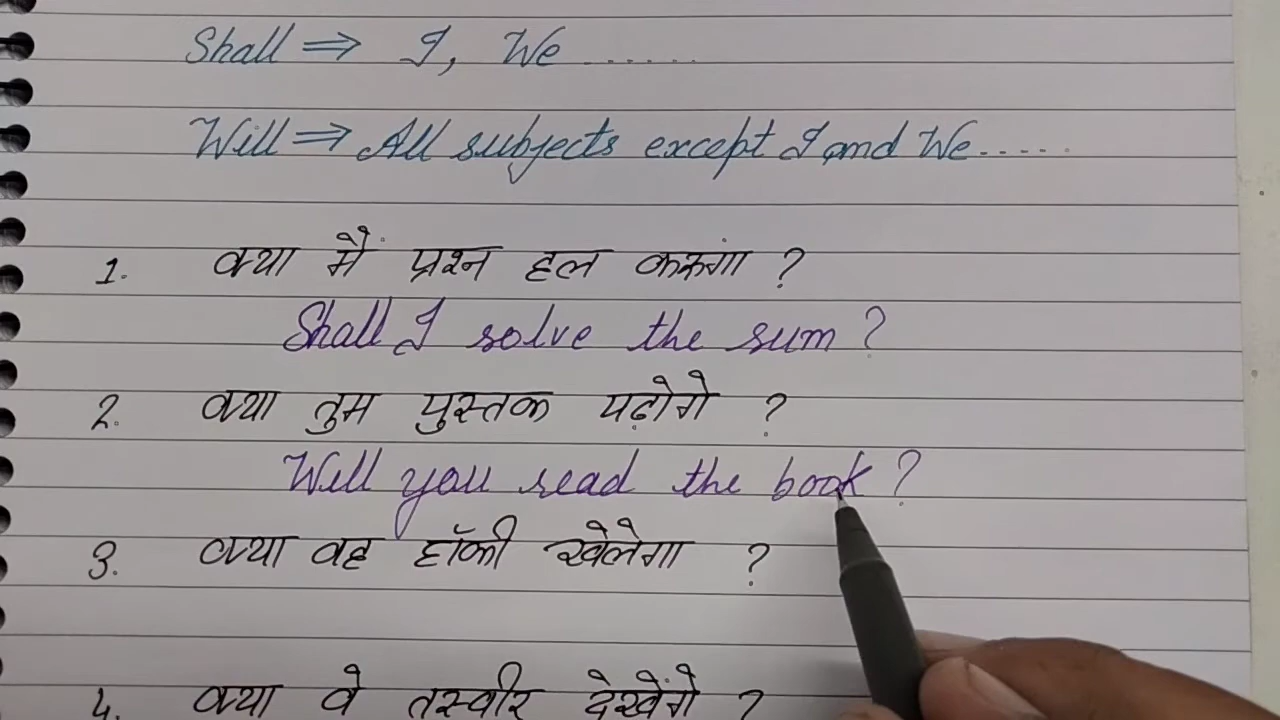 Shall ⇒ I, We ......
Will ⇒ All subjects except I and We.....
1. क्या मैं प्रश्न हल करूंगा ?
Shall I solve the sum ?
2. क्या तुम पुस्तक पढ़ोगे ?
Will you read the book ?
3. क्या वह हॉकी खेलेगा ?
4. क्या वे तस्वीर देखेंगे ?